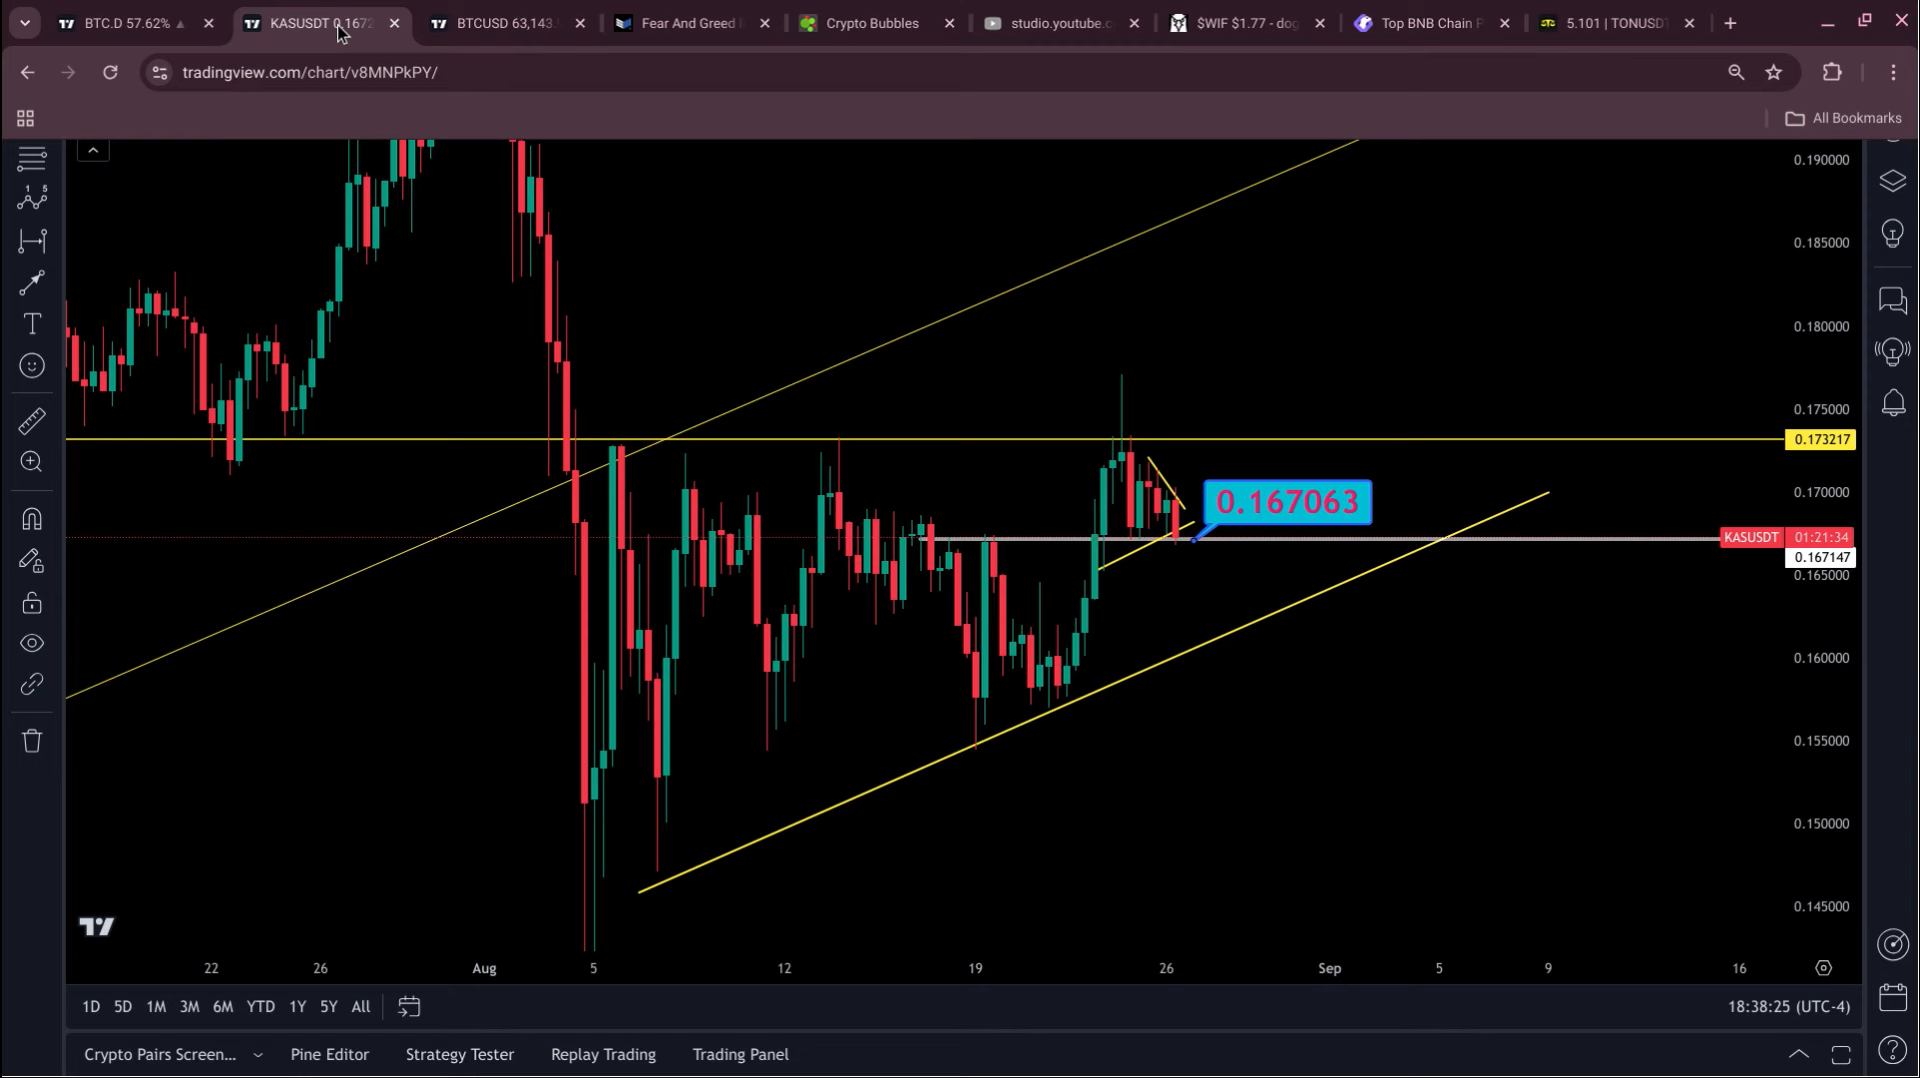 BTC.D 57.62% ▲
KASUSDT 0.1672
BTCUSD 63,143.
Fear And Greed
Crypto Bubbles
studio.youtube.c
$WIF $1.77 - dog
Top BNB Chain P
5.101 | TONUSDT
tradingview.com/chart/v8MNPkPY/
All Bookmarks
0.190000
0.185000
0.180000
0.175000
0.173217
0.170000
0.167063
KASUSDT 01:21:34
0.167147
0.165000
0.160000
0.155000
0.150000
0.145000
22 26 Aug 5 12 19 26 Sep 5 9 16
1D 5D 1M 3M 6M YTD 1Y 5Y All
18:38:25 (UTC-4)
Crypto Pairs Screen... Pine Editor Strategy Tester Replay Trading Trading Panel